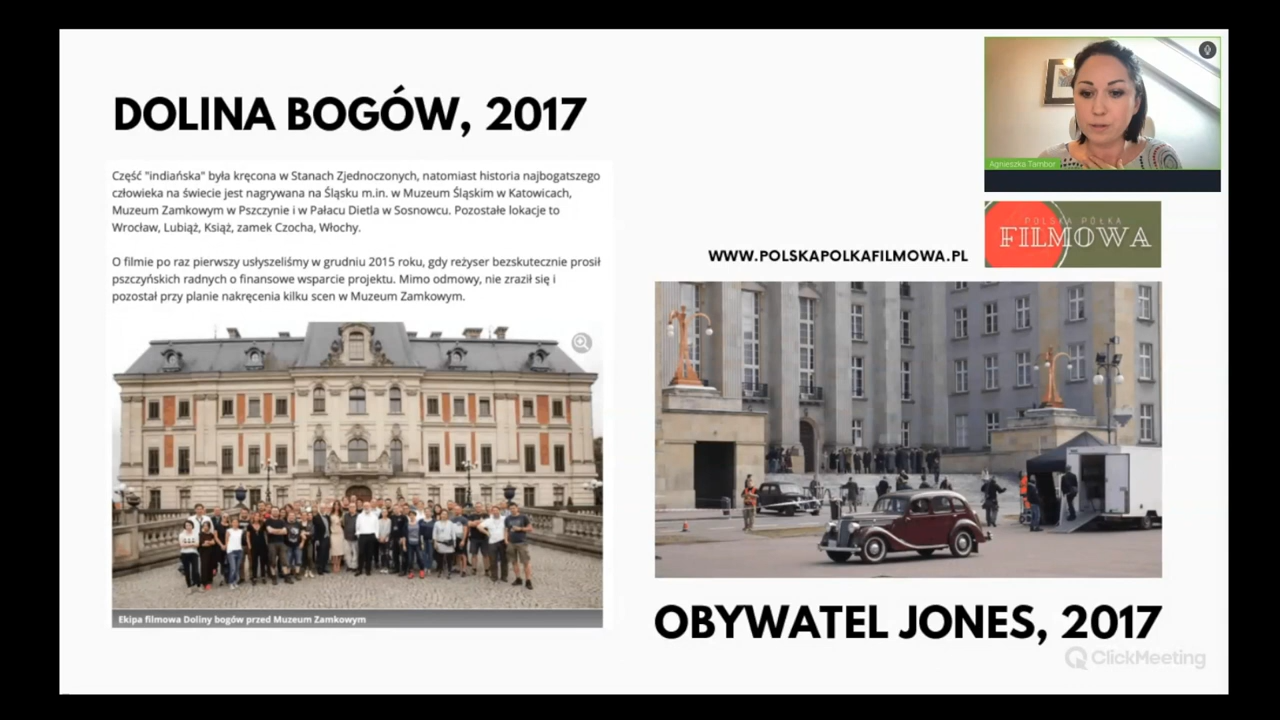 DOLINA BOGÓW, 2017
Część "indiańska" była kręcona w Stanach Zjednoczonych, natomiast historia najbogatszego
człowieka na świecie jest nagrywana na Śląsku m.in. w Muzeum Śląskim w Katowicach,
Muzeum Zamkowym w Pszczynie i w Pałacu Dietla w Sosnowcu. Pozostałe lokacje to
Wrocław, Lubiąż, Książ, zamek Czocha, Włochy.
O filmie po raz pierwszy usłyszeliśmy w grudniu 2015 roku, gdy reżyser bezskutecznie prosił
pszczyńskich radnych o finansowe wsparcie projektu. Mimo odmowy, nie zraził się i
pozostał przy planie nakręcenia kilku scen w Muzeum Zamkowym.
Ekipa filmowa Doliny bogów przed Muzeum Zamkowym
Agnieszka Tambor
POLSKA PÓŁKA
FILMOWA
WWW.POLSKAPOLKAFILMOWA.PL
OBYWATEL JONES, 2017
ClickMeeting